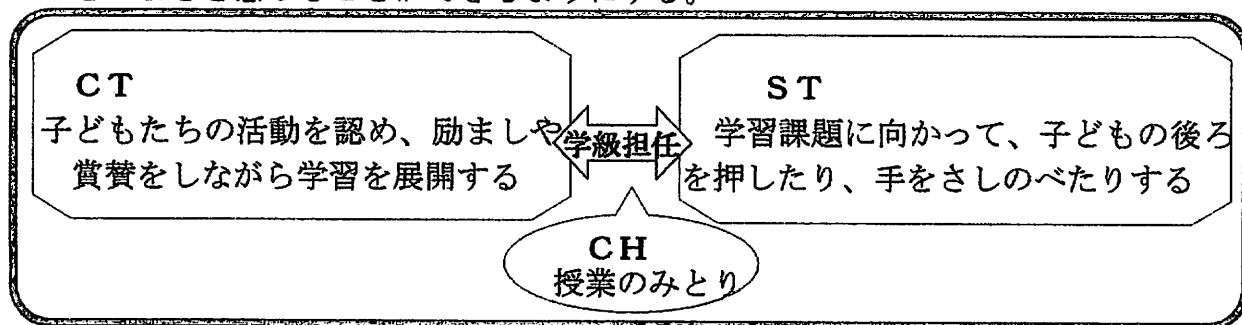 CT
子どもたちの活動を認め、励ましや
賞賛をしながら学習を展開する
学級担任
ST
学習課題に向かって、子どもの後ろ
を押したり、手をさしのべたりする
CH
授業のみとり